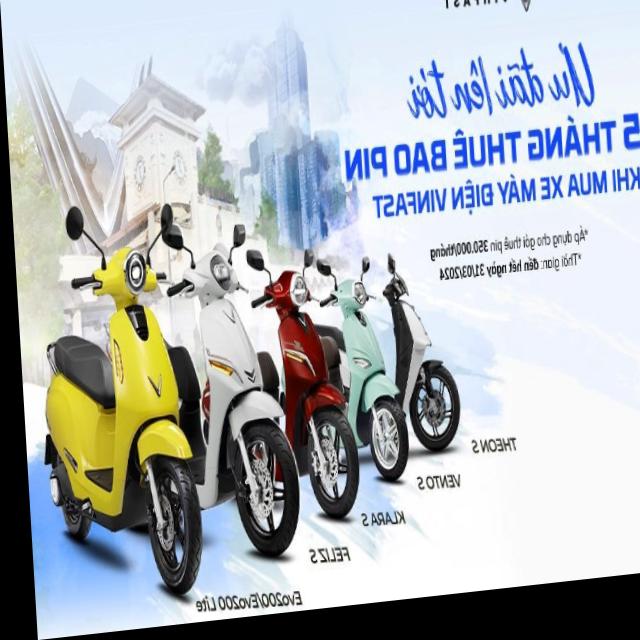 VINFAST
Ưu đãi lên tới
5 THÁNG THUÊ BAO PIN
KHI MUA XE MÁY ĐIỆN VINFAST
*Áp dụng cho gói thuê pin 350.000/tháng
*Thời gian: đến hết ngày 31/03/2024
THEON S
VENTO S
KLARA S
FELIZ S
Evo200/Evo200 Lite